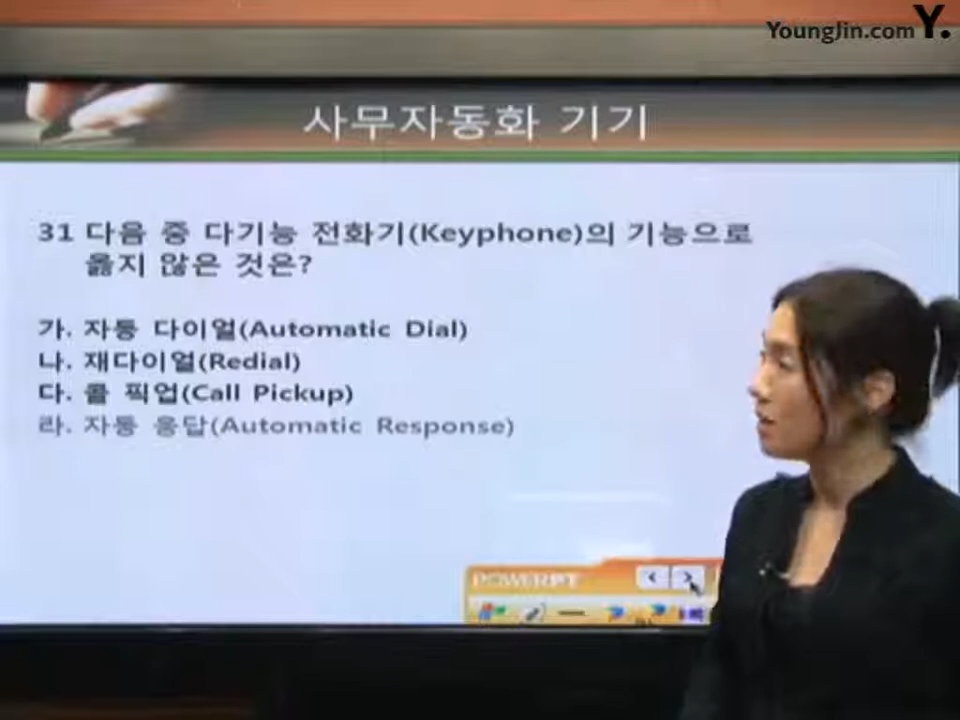 YoungJin.com Y.
사무자동화 기기
31 다음 중 다기능 전화기(Keyphone)의 기능으로
옳지 않은 것은?
가. 자동 다이얼(Automatic Dial)
나. 재다이얼(Redial)
다. 콜 픽업(Call Pickup)
라. 자동 응답(Automatic Response)
POWERPT